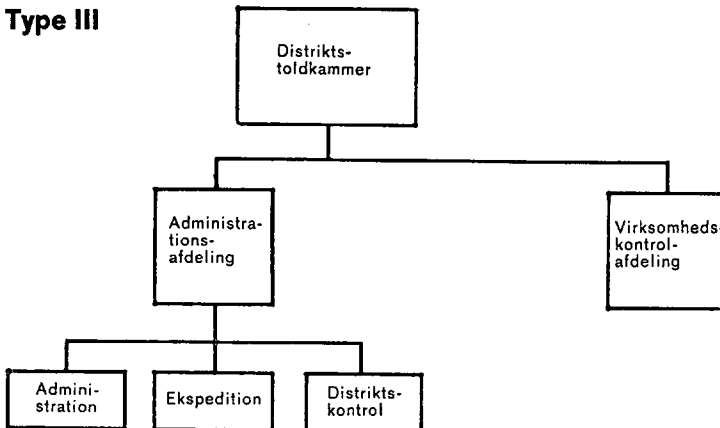 Type III
Distrikts-
toldkammer
Administra-
tions-
afdeling
Virksomheds-
kontrol-
afdeling
Admini-
stration
Ekspedition
Distrikts-
kontrol